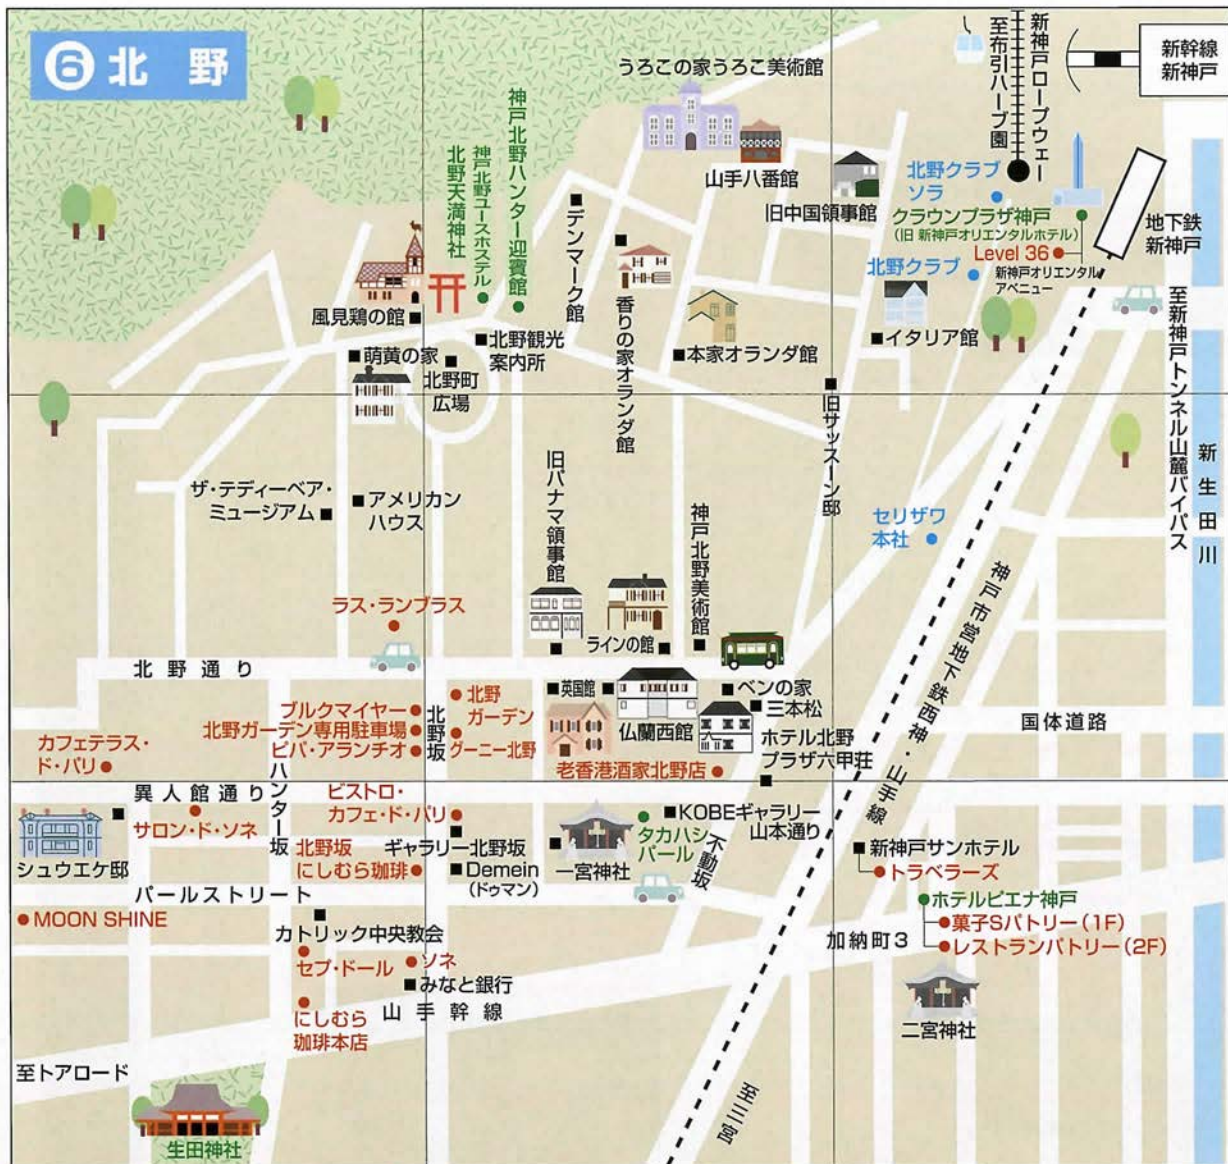 ⑥北野
うろこの家うろこ美術館
新神戸ロープウェー
至布引ハーブ園
新幹線
新神戸
神戸北野ハンター迎賓館
神戸北野ユースホステル
北野天満神社
デンマーク館
山手八番館
旧中国領事館
北野クラブ
ソラ
クラウンプラザ神戸
(旧 新神戸オリエンタルホテル)
Level 36
新神戸オリエンタル
アベニュー
地下鉄
新神戸
北野クラブ
風見鶏の館
萌黄の家
北野町
広場
北野観光
案内所
香りの家オランダ館
本家オランダ館
イタリア館
至新神戸トンネル山麓バイパス
新生田川
旧サッスーン邸
ザ・テディーベア・
ミュージアム
アメリカン
ハウス
旧パナマ領事館
神戸北野美術館
セリザワ
本社
ラス・ランブラス
ラインの館
神戸市営地下鉄西神・山手線
北野通り
英国館
仏蘭西館
ベンの家
三本松
国体道路
ブルクマイヤー
北野ガーデン専用駐車場
ビバ・アランチオ
北野坂
北野
ガーデン
グーニー北野
ホテル北野
プラザ六甲荘
カフェテラス・
ド・パリ
老香港酒家北野店
異人館通り
ハンター坂
ビストロ・
カフェ・ド・パリ
サロン・ド・ソネ
シュウエケ邸
北野坂
にしむら珈琲
ギャラリー北野坂
Demein
(ドゥマン)
一宮神社
タカハシ
パール
KOBEギャラリー
山本通り
不動坂
新神戸サンホテル
トラベラーズ
パールストリート
MOON SHINE
カトリック中央教会
セブ・ドール
ソネ
みなと銀行
ホテルピエナ神戸
菓子Sパトリー(1F)
レストランパトリー(2F)
加納町3
にしむら
珈琲本店
山手幹線
二宮神社
至トアロード
生田神社
至三宮